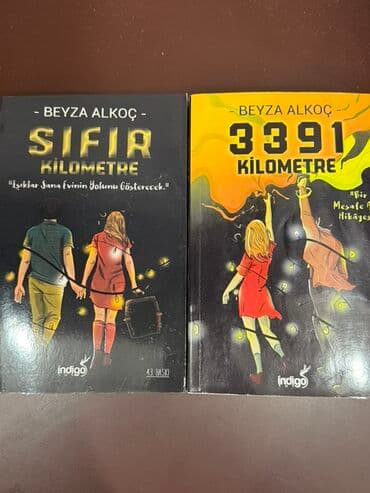 - BEYZA ALKOÇ -
SIFIR
KİLOMETRE
"Işıklar Sana Evinin Yolunu Gösterecek."
indigo
43. BASKI
- BEYZA ALKOÇ -
3391
KİLOMETRE
"Bir
Mesafe
Hikâyes
indigo